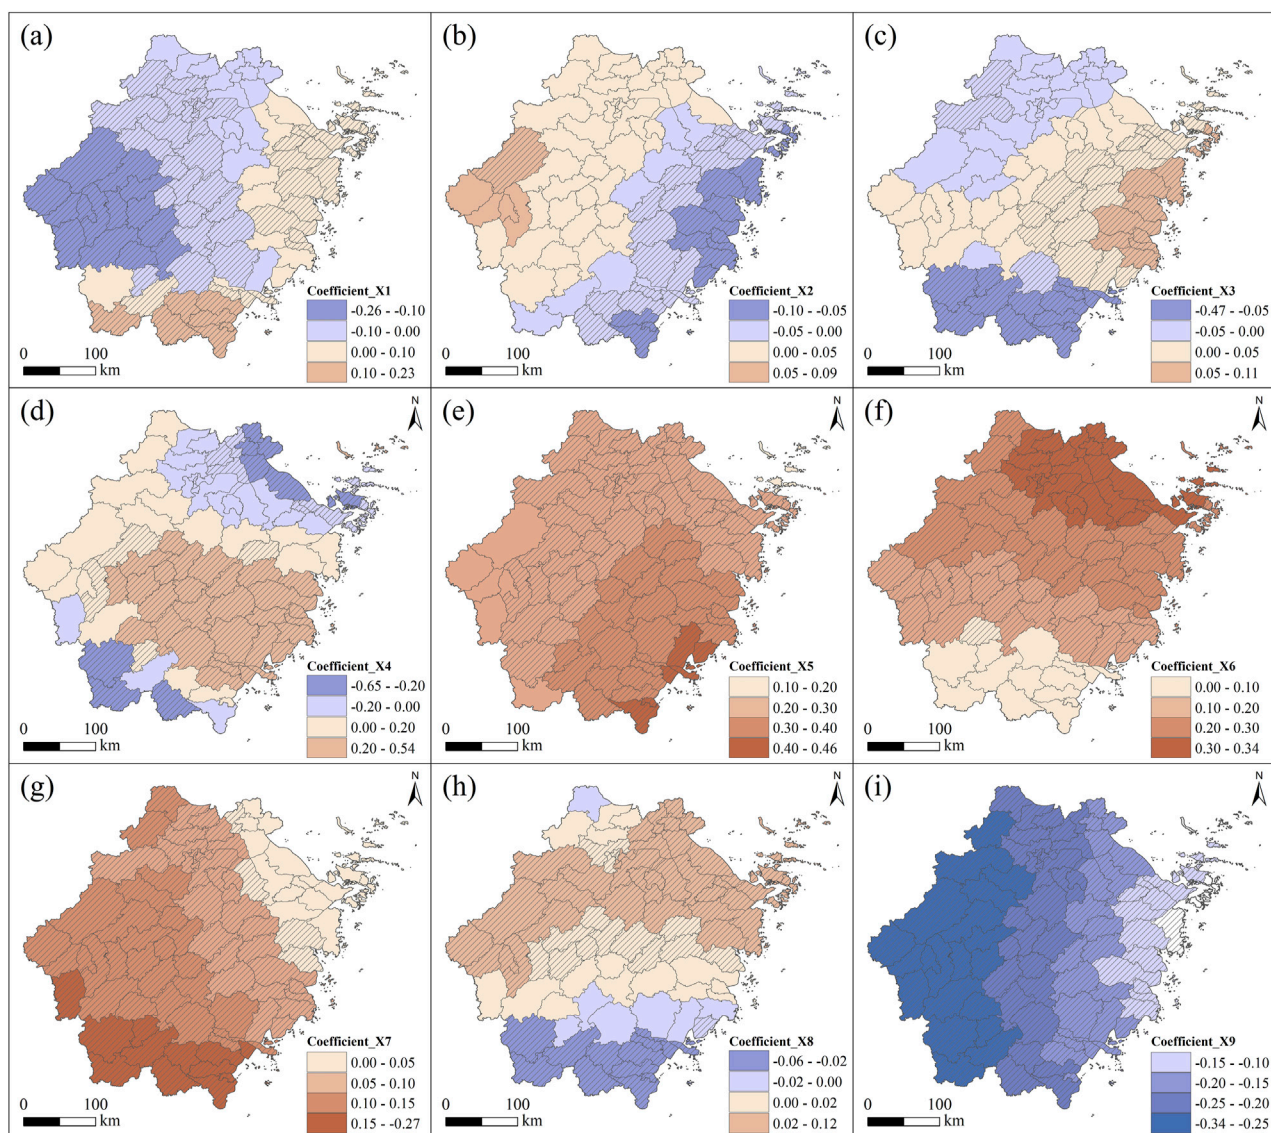 (a)
Coefficient_X1
-0.26 - -0.10
-0.10 - 0.00
0.00 - 0.10
0.10 - 0.23
0 100
km
(b)
Coefficient_X2
-0.10 - -0.05
-0.05 - 0.00
0.00 - 0.05
0.05 - 0.09
0 100
km
(c)
Coefficient_X3
-0.47 - -0.05
-0.05 - 0.00
0.00 - 0.05
0.05 - 0.11
0 100
km
(d)
N
Coefficient_X4
-0.65 - -0.20
-0.20 - 0.00
0.00 - 0.20
0.20 - 0.54
0 100
km
(e)
N
Coefficient_X5
0.10 - 0.20
0.20 - 0.30
0.30 - 0.40
0.40 - 0.46
0 100
km
(f)
N
Coefficient_X6
0.00 - 0.10
0.10 - 0.20
0.20 - 0.30
0.30 - 0.34
0 100
km
(g)
N
Coefficient_X7
0.00 - 0.05
0.05 - 0.10
0.10 - 0.15
0.15 - -0.27
0 100
km
(h)
N
Coefficient_X8
-0.06 - -0.02
-0.02 - 0.00
0.00 - 0.02
0.02 - 0.12
0 100
km
(i)
N
Coefficient_X9
-0.15 - -0.10
-0.20 - -0.15
-0.25 - -0.20
-0.34 - -0.25
0 100
km